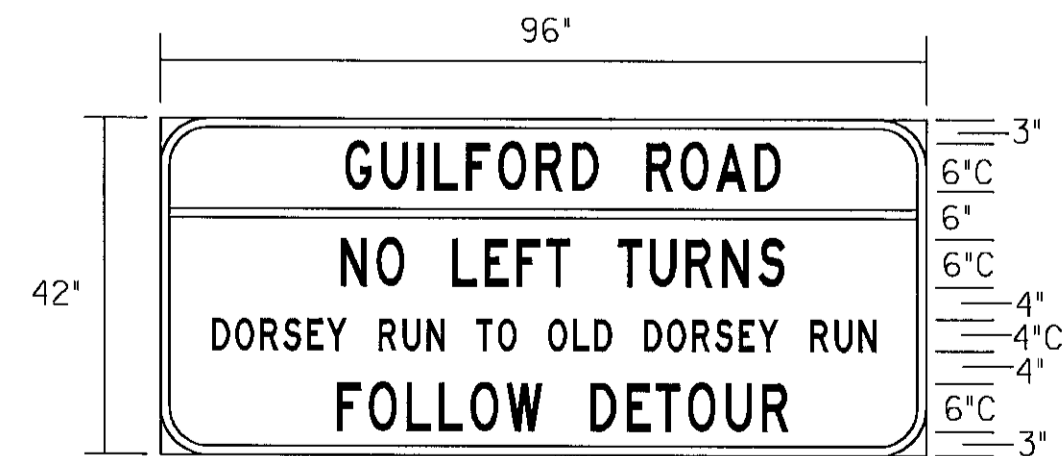 96"
GUILFORD ROAD
NO LEFT TURNS
DORSEY RUN TO OLD DORSEY RUN
FOLLOW DETOUR
42"
3"
6"C
6"
6"C
4"
4"C
4"
6"C
3"